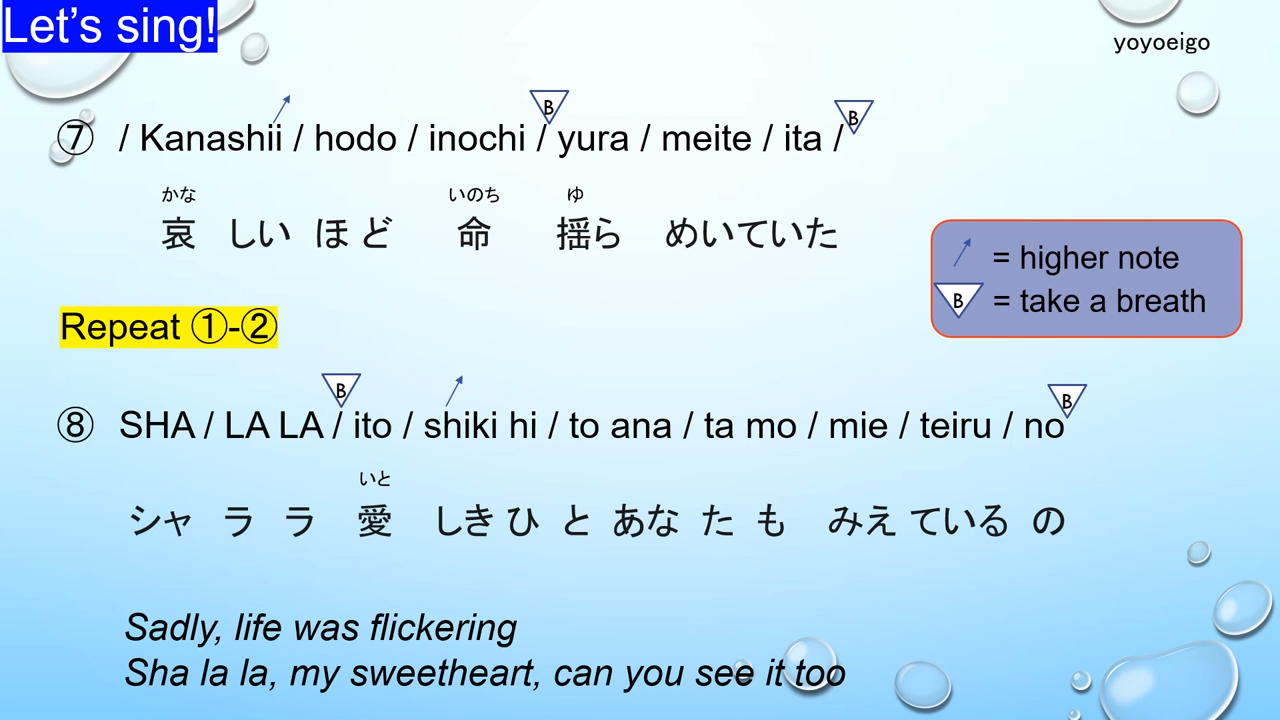 Let’s sing!
yoyoeigo
B B
⑦ / Kanashii / hodo / inochi / yura / meite / ita /
かな いのち ゆ
哀 しい ほ ど 命 揺ら めいていた
= higher note
B = take a breath
Repeat ①-②
B B
⑧ SHA / LA LA / ito / shiki hi / to ana / ta mo / mie / teiru / no
いと
シャ ラ ラ 愛 しき ひ と あな た も みえ ている の
Sadly, life was flickering
Sha la la, my sweetheart, can you see it too